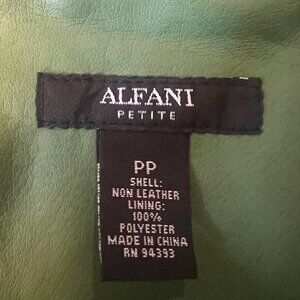 ALFANI
PETITE
PP
SHELL:
NON LEATHER
LINING:
100%
POLYESTER
MADE IN CHINA
RN 94393